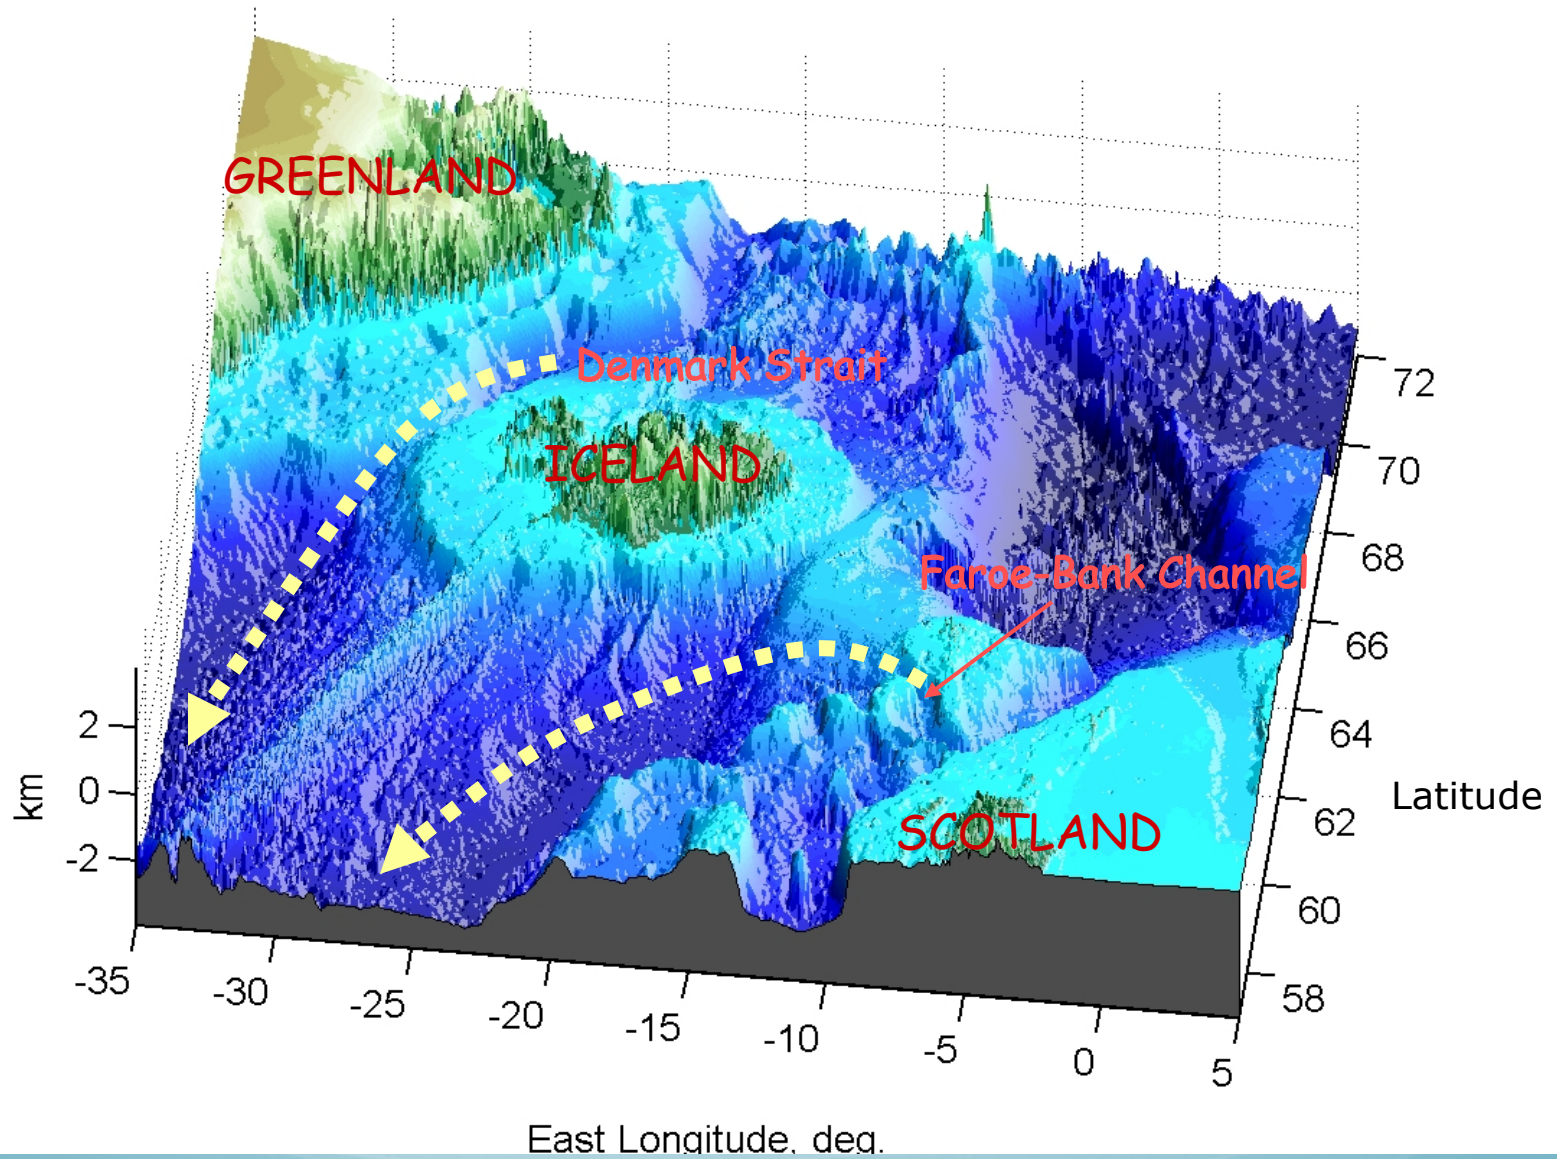 GREENLAND
Denmark Strait
ICELAND
Faroe-Bank Channel
SCOTLAND
72
70
68
66
64
62
60
58
Latitude
2
0
-2
km
-35
-30
-25
-20
-15
-10
-5
0
5
East Longitude, deg.